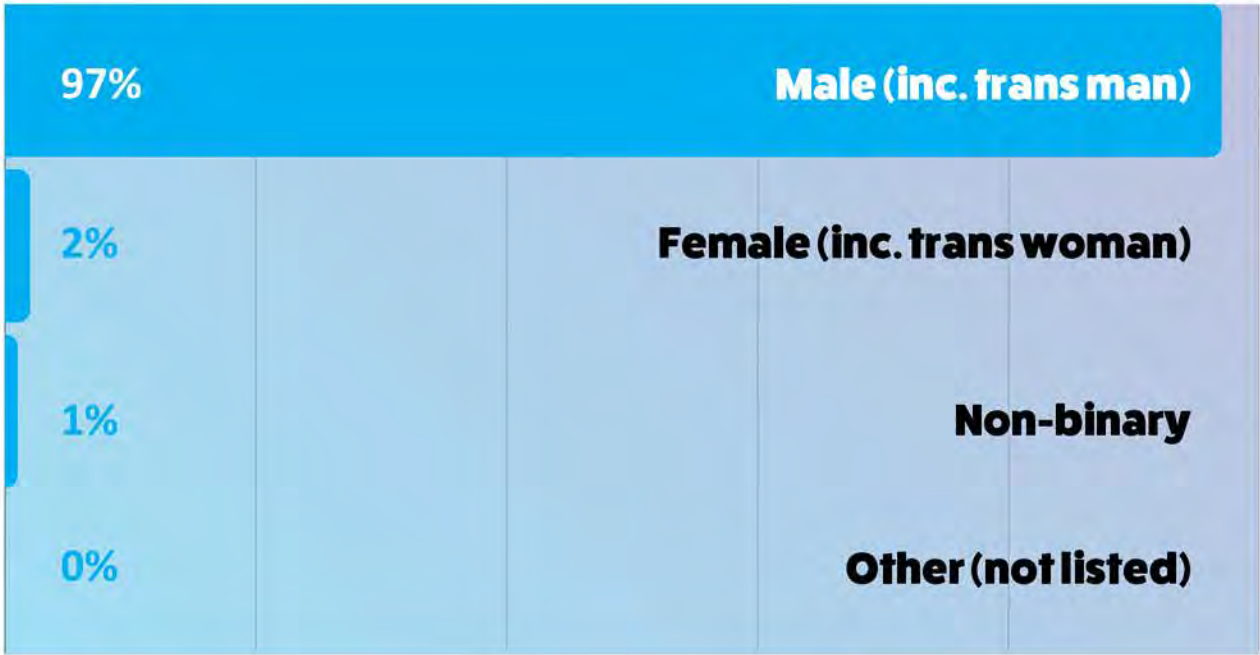 97% Male (inc. trans man)
2% Female (inc. trans woman)
1% Non-binary
0% Other (not listed)